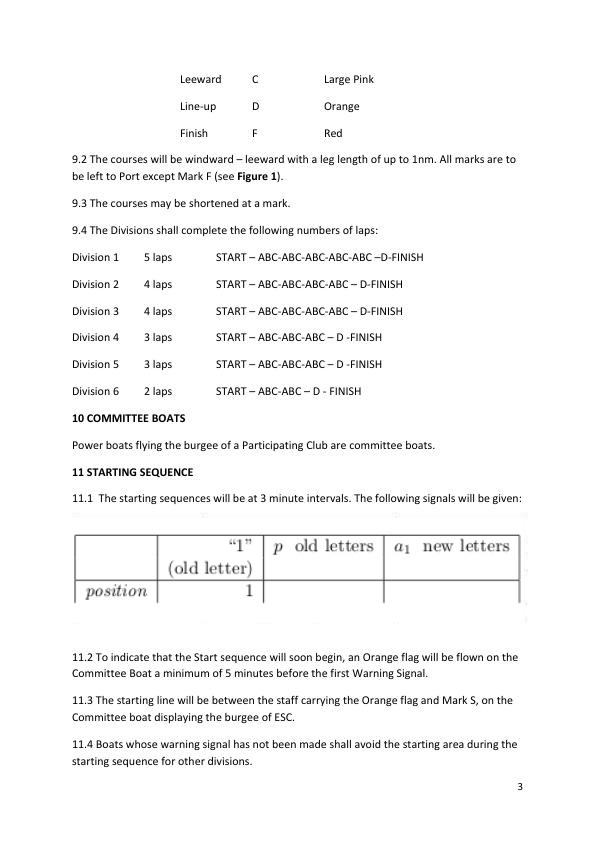 Leeward C Large Pink
Line-up D Orange
Finish F Red
9.2 The courses will be windward – leeward with a leg length of up to 1nm. All marks are to
be left to Port except Mark F (see Figure 1).
9.3 The courses may be shortened at a mark.
9.4 The Divisions shall complete the following numbers of laps:
Division 1 5 laps START – ABC-ABC-ABC-ABC-ABC –D-FINISH
Division 2 4 laps START – ABC-ABC-ABC-ABC – D-FINISH
Division 3 4 laps START – ABC-ABC-ABC-ABC – D-FINISH
Division 4 3 laps START – ABC-ABC-ABC – D -FINISH
Division 5 3 laps START – ABC-ABC-ABC – D -FINISH
Division 6 2 laps START – ABC-ABC – D - FINISH
10 COMMITTEE BOATS
Power boats flying the burgee of a Participating Club are committee boats.
11 STARTING SEQUENCE
11.1 The starting sequences will be at 3 minute intervals. The following signals will be given:
“1” p old letters a1 new letters
(old letter)
position 1
11.2 To indicate that the Start sequence will soon begin, an Orange flag will be flown on the
Committee Boat a minimum of 5 minutes before the first Warning Signal.
11.3 The starting line will be between the staff carrying the Orange flag and Mark S, on the
Committee boat displaying the burgee of ESC.
11.4 Boats whose warning signal has not been made shall avoid the starting area during the
starting sequence for other divisions.
3